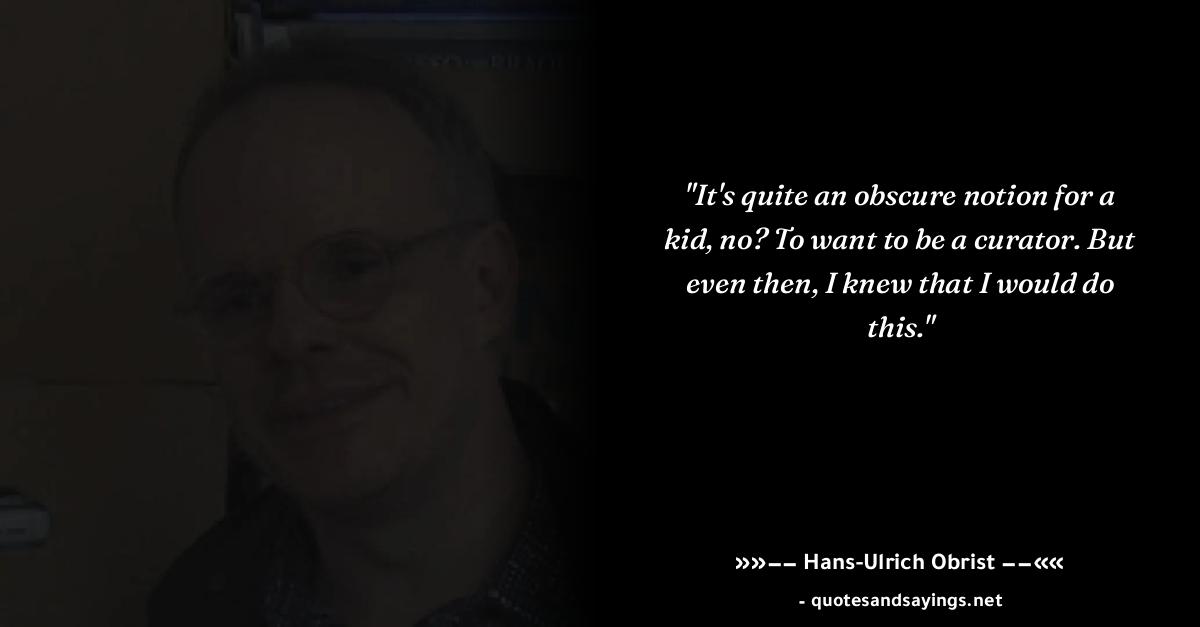 "It's quite an obscure notion for a
kid, no? To want to be a curator. But
even then, I knew that I would do
this."
»»−− Hans-Ulrich Obrist −−««
- quotesandsayings.net